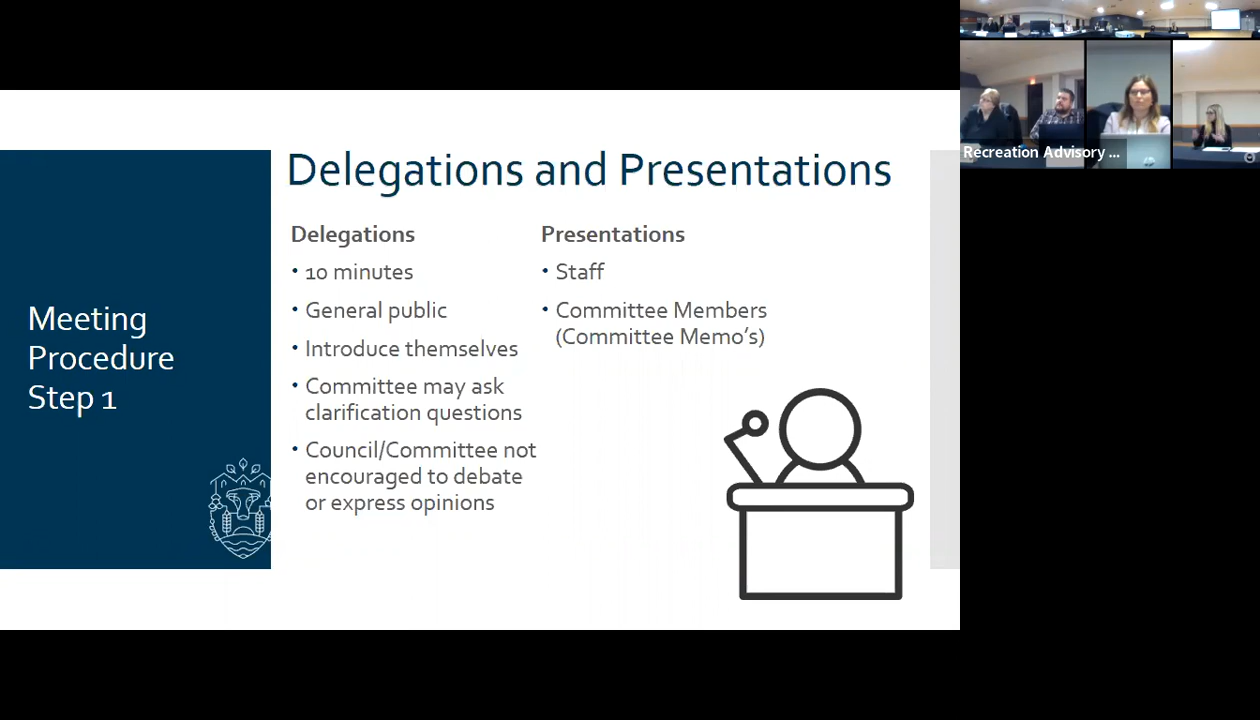 Delegations and Presentations
Meeting
Procedure
Step 1
Delegations
• 10 minutes
• General public
• Introduce themselves
• Committee may ask
clarification questions
• Council/Committee not
encouraged to debate
or express opinions
Presentations
• Staff
• Committee Members
(Committee Memo's)
Recreation Advisory ...